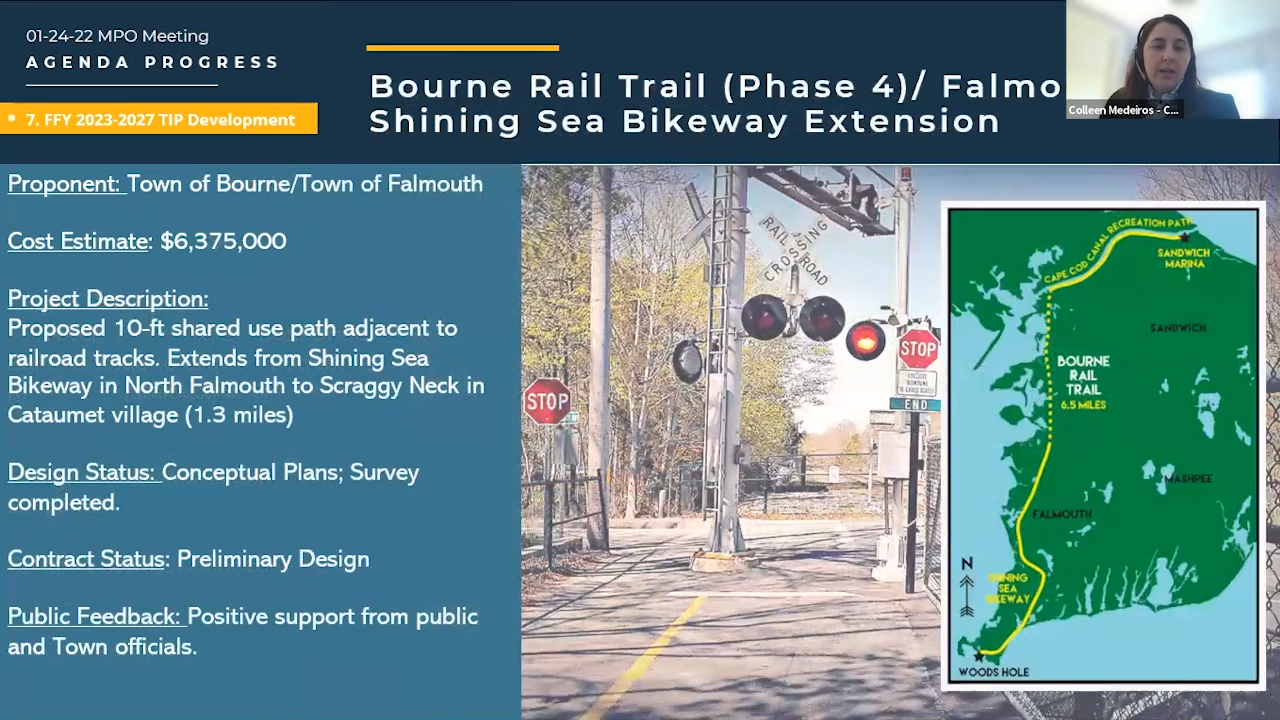 01-24-22 MPO Meeting
AGENDA PROGRESS
* 7. FFY 2023-2027 TIP Development
Bourne Rail Trail (Phase 4)/ Falmo
Shining Sea Bikeway Extension
Colleen Medeiros - C...
Proponent: Town of Bourne/Town of Falmouth
Cost Estimate: $6,375,000
Project Description:
Proposed 10-ft shared use path adjacent to
railroad tracks. Extends from Shining Sea
Bikeway in North Falmouth to Scraggy Neck in
Cataumet village (1.3 miles)
Design Status: Conceptual Plans; Survey
completed.
Contract Status: Preliminary Design
Public Feedback: Positive support from public
and Town officials.
RAILROAD
CROSSING
STOP
STOP
END
CAPE COD CANAL RECREATION PATH
SANDWICH
MARINA
SANDWICH
BOURNE
RAIL
TRAIL
6.5 MILES
MASHPEE
FALMOUTH
N
SHINING
SEA
BIKEWAY
WOODS HOLE